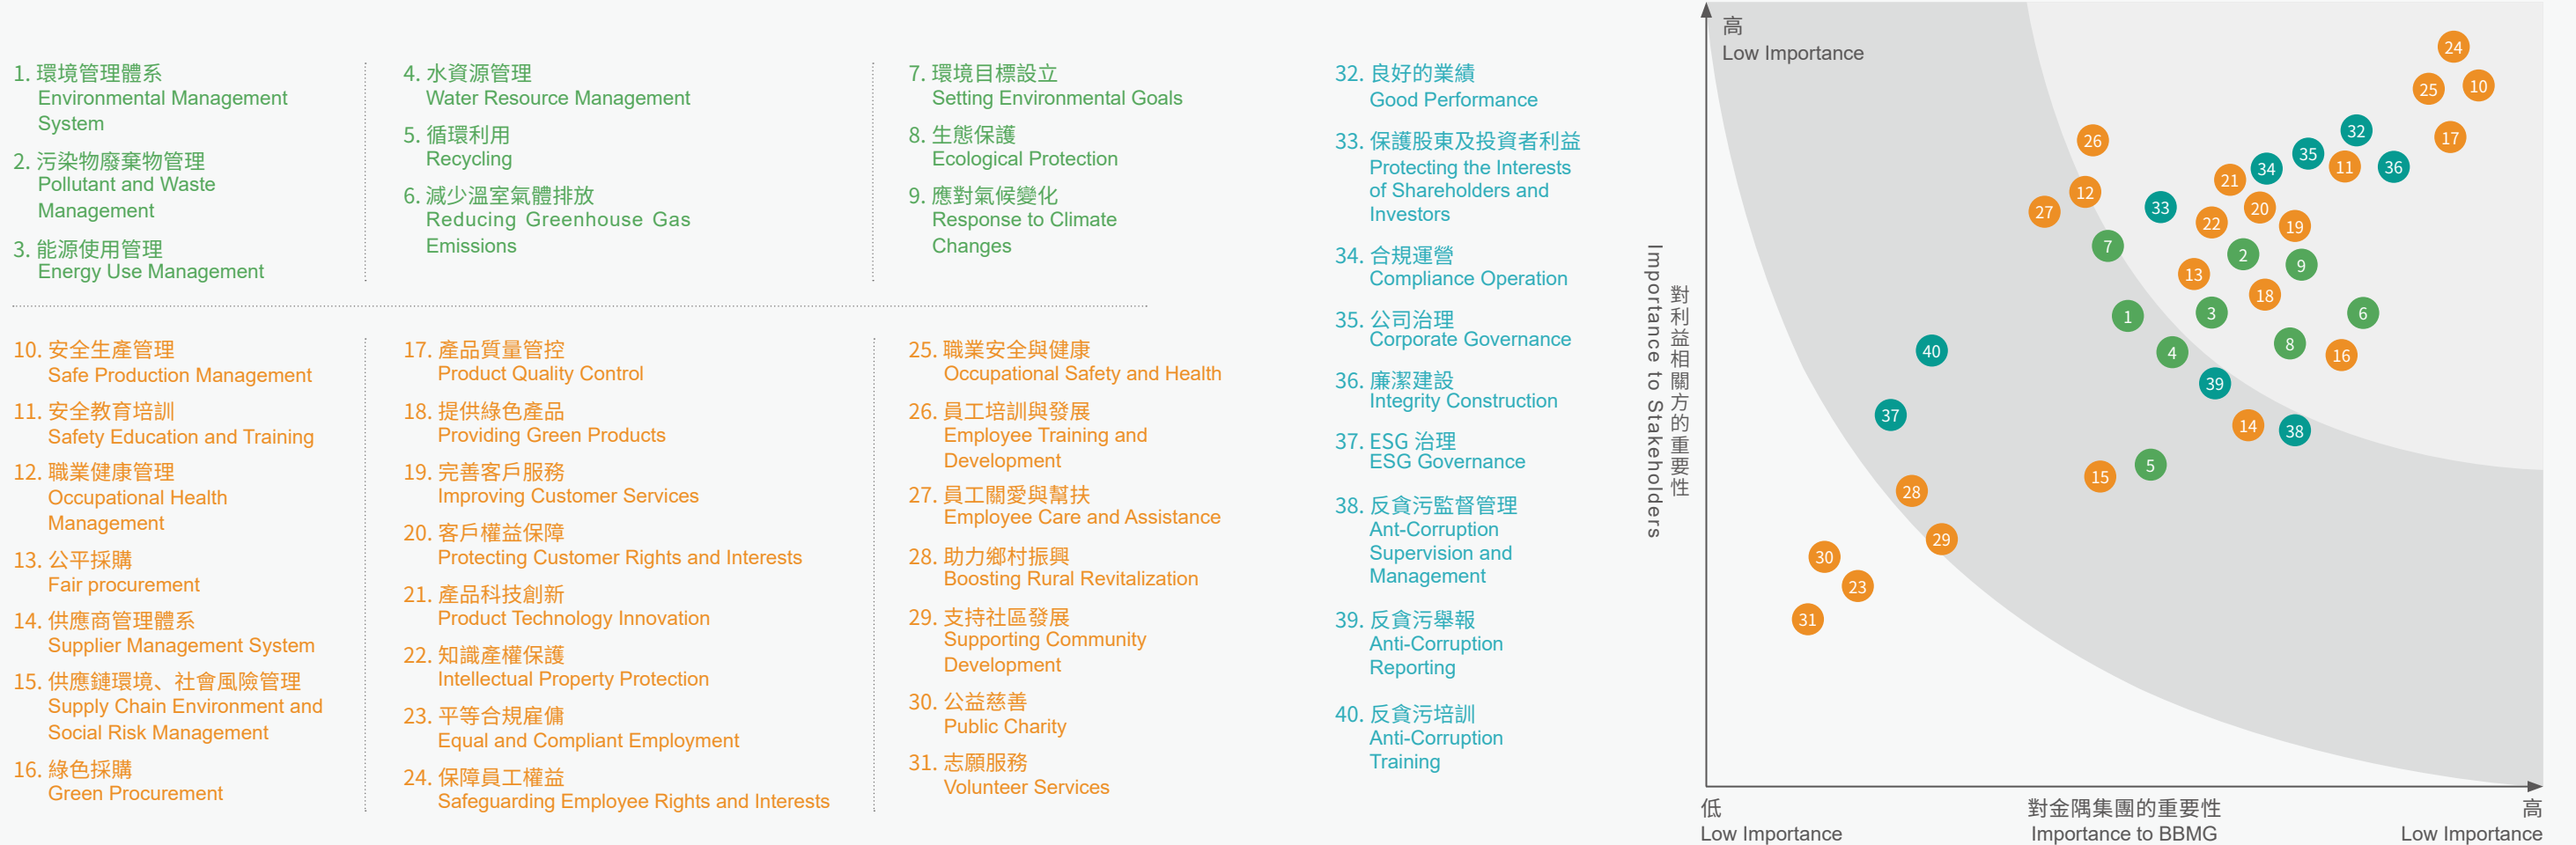 1. 環境管理體系
Environmental Management
System
2. 污染物廢棄物管理
Pollutant and Waste
Management
3. 能源使用管理
Energy Use Management
4. 水資源管理
Water Resource Management
5. 循環利用
Recycling
6. 減少溫室氣體排放
Reducing Greenhouse Gas
Emissions
7. 環境目標設立
Setting Environmental Goals
8. 生態保護
Ecological Protection
9. 應對氣候變化
Response to Climate
Changes
10. 安全生產管理
Safe Production Management
11. 安全教育培訓
Safety Education and Training
12. 職業健康管理
Occupational Health
Management
13. 公平採購
Fair procurement
14. 供應商管理體系
Supplier Management System
15. 供應鏈環境、社會風險管理
Supply Chain Environment and
Social Risk Management
16. 綠色採購
Green Procurement
17. 產品質量管控
Product Quality Control
18. 提供綠色產品
Providing Green Products
19. 完善客戶服務
Improving Customer Services
20. 客戶權益保障
Protecting Customer Rights and Interests
21. 產品科技創新
Product Technology Innovation
22. 知識產權保護
Intellectual Property Protection
23. 平等合規雇傭
Equal and Compliant Employment
24. 保障員工權益
Safeguarding Employee Rights and Interests
25. 職業安全與健康
Occupational Safety and Health
26. 員工培訓與發展
Employee Training and
Development
27. 員工關愛與幫扶
Employee Care and Assistance
28. 助力鄉村振興
Boosting Rural Revitalization
29. 支持社區發展
Supporting Community
Development
30. 公益慈善
Public Charity
31. 志願服務
Volunteer Services
32. 良好的業績
Good Performance
33. 保護股東及投資者利益
Protecting the Interests
of Shareholders and
Investors
34. 合規運營
Compliance Operation
35. 公司治理
Corporate Governance
36. 廉潔建設
Integrity Construction
37. ESG 治理
ESG Governance
38. 反貪污監督管理
Ant-Corruption
Supervision and
Management
39. 反貪污舉報
Anti-Corruption
Reporting
40. 反貪污培訓
Anti-Corruption
Training
高
Low Importance
對利益相關方的重要性
Importance to Stakeholders
24
25
10
26
32
17
35
34
11
36
21
12
27
33
20
22
19
7
2
9
13
18
1
3
6
40
4
8
16
39
37
14
38
5
15
28
29
30
23
31
低
Low Importance
對金隅集團的重要性
Importance to BBMG
高
Low Importance